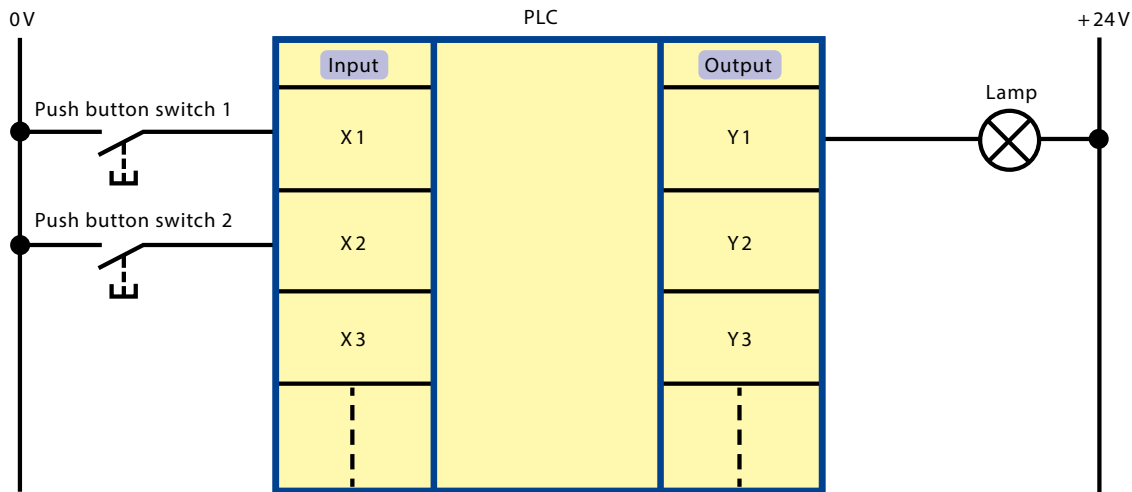 0V
PLC
+24V
Input
Output
Lamp
Push button switch 1
X1
Y1
Push button switch 2
X2
Y2
X3
Y3